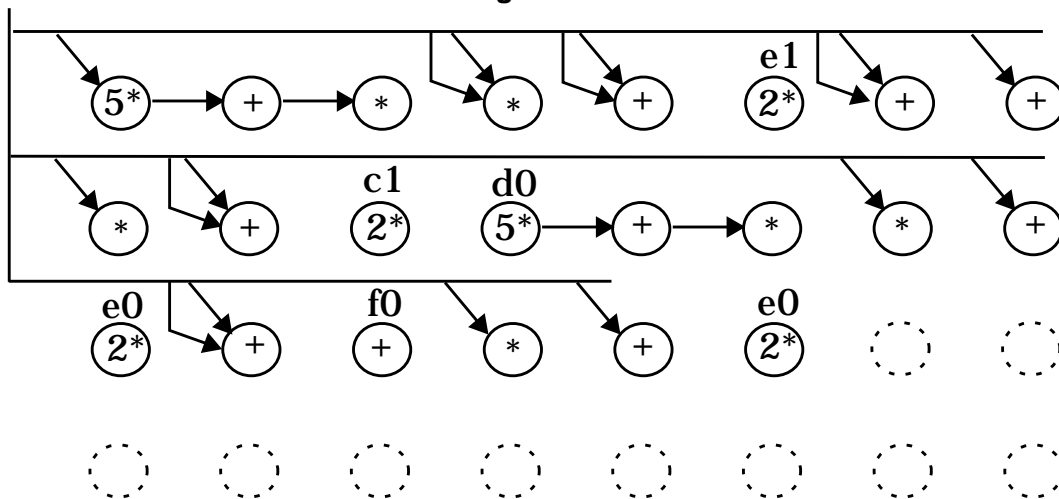 e1
5* + * * + 2* + +
c1 d0
* + 2* 5* + * * +
e0 f0 e0
2* + + * + 2*